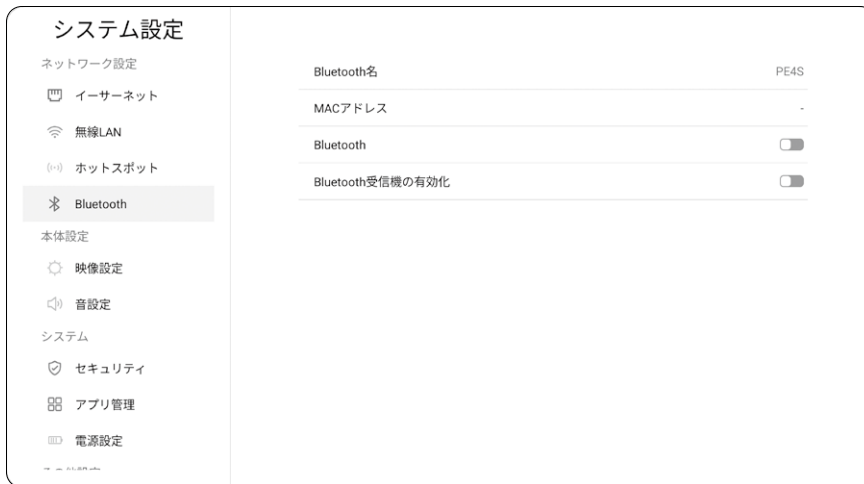 システム設定
ネットワーク設定
イーサーネット
無線LAN
ホットスポット
Bluetooth
本体設定
映像設定
音設定
システム
セキュリティ
アプリ管理
電源設定
Bluetooth名 PE4S
MACアドレス -
Bluetooth
Bluetooth受信機の有効化